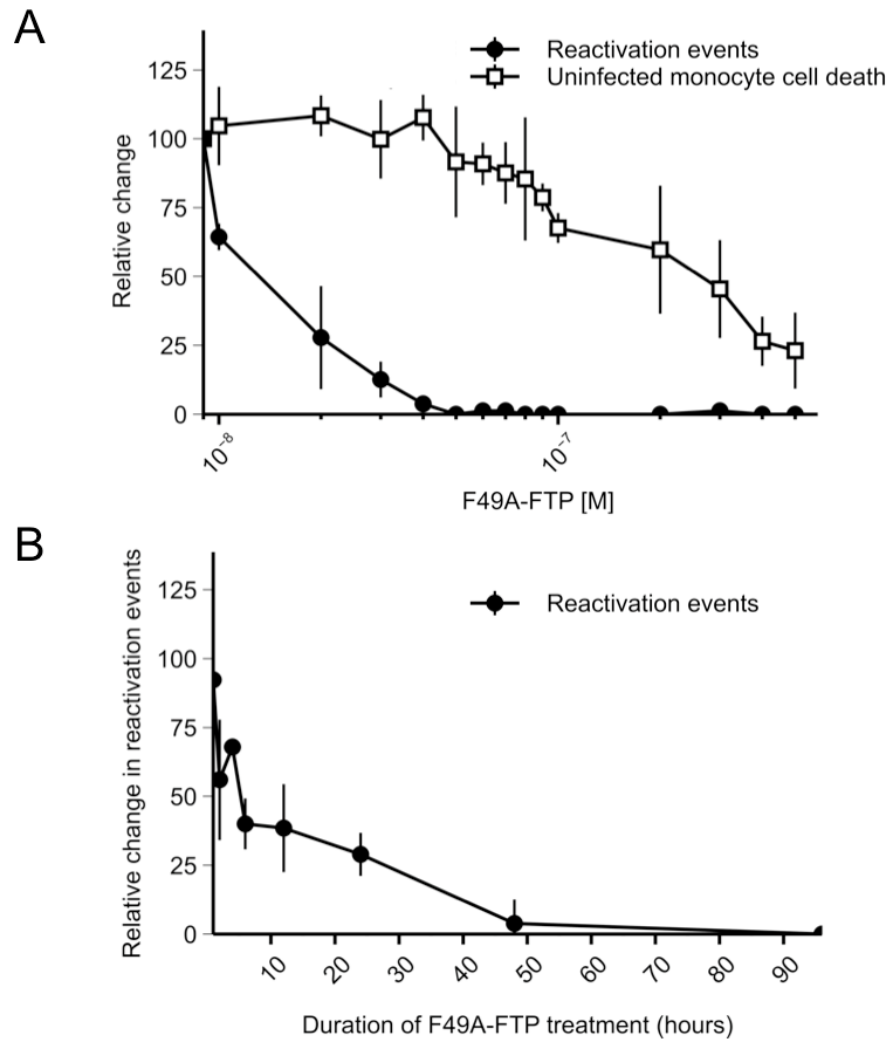 A
Relative change
125
100
75
50
25
0
Reactivation events
Uninfected monocyte cell death
10⁻⁸
10⁻⁷
F49A-FTP [M]
B
Relative change in reactivation events
125
100
75
50
25
0
Reactivation events
10
20
30
40
50
60
70
80
90
Duration of F49A-FTP treatment (hours)